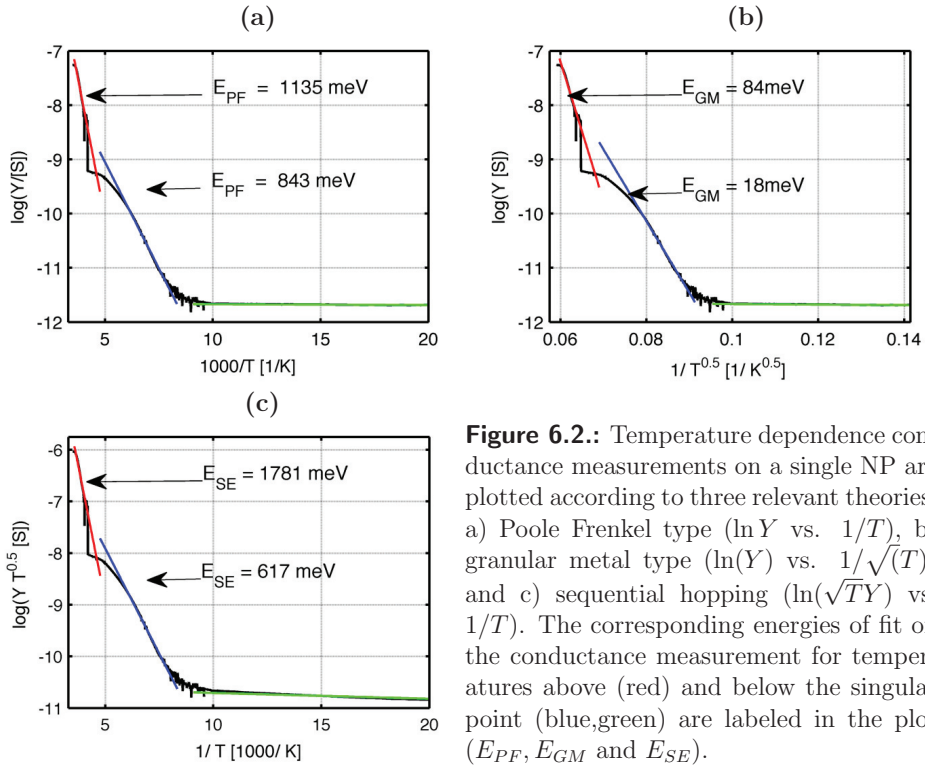 (a)
-7
-8
-9
-10
-11
-12
log(Y/[S])
E_PF = 1135 meV
E_PF = 843 meV
5
10
15
20
1000/T [1/K]
(b)
-7
-8
-9
-10
-11
-12
log(Y [S])
E_GM = 84meV
E_GM = 18meV
0.06
0.08
0.1
0.12
0.14
1/ T^0.5 [1/ K^0.5]
(c)
-6
-7
-8
-9
-10
-11
log(Y T^0.5 [S])
E_SE = 1781 meV
E_SE = 617 meV
5
10
15
20
1/ T [1000/ K]
Figure 6.2.: Temperature dependence con
ductance measurements on a single NP ar
plotted according to three relevant theories
a) Poole Frenkel type (ln Y vs. 1/T), b
granular metal type (ln(Y) vs. 1/√(T)
and c) sequential hopping (ln(√TY) vs
1/T). The corresponding energies of fit o
the conductance measurement for temper
atures above (red) and below the singula
point (blue,green) are labeled in the plo
(E_PF, E_GM and E_SE).